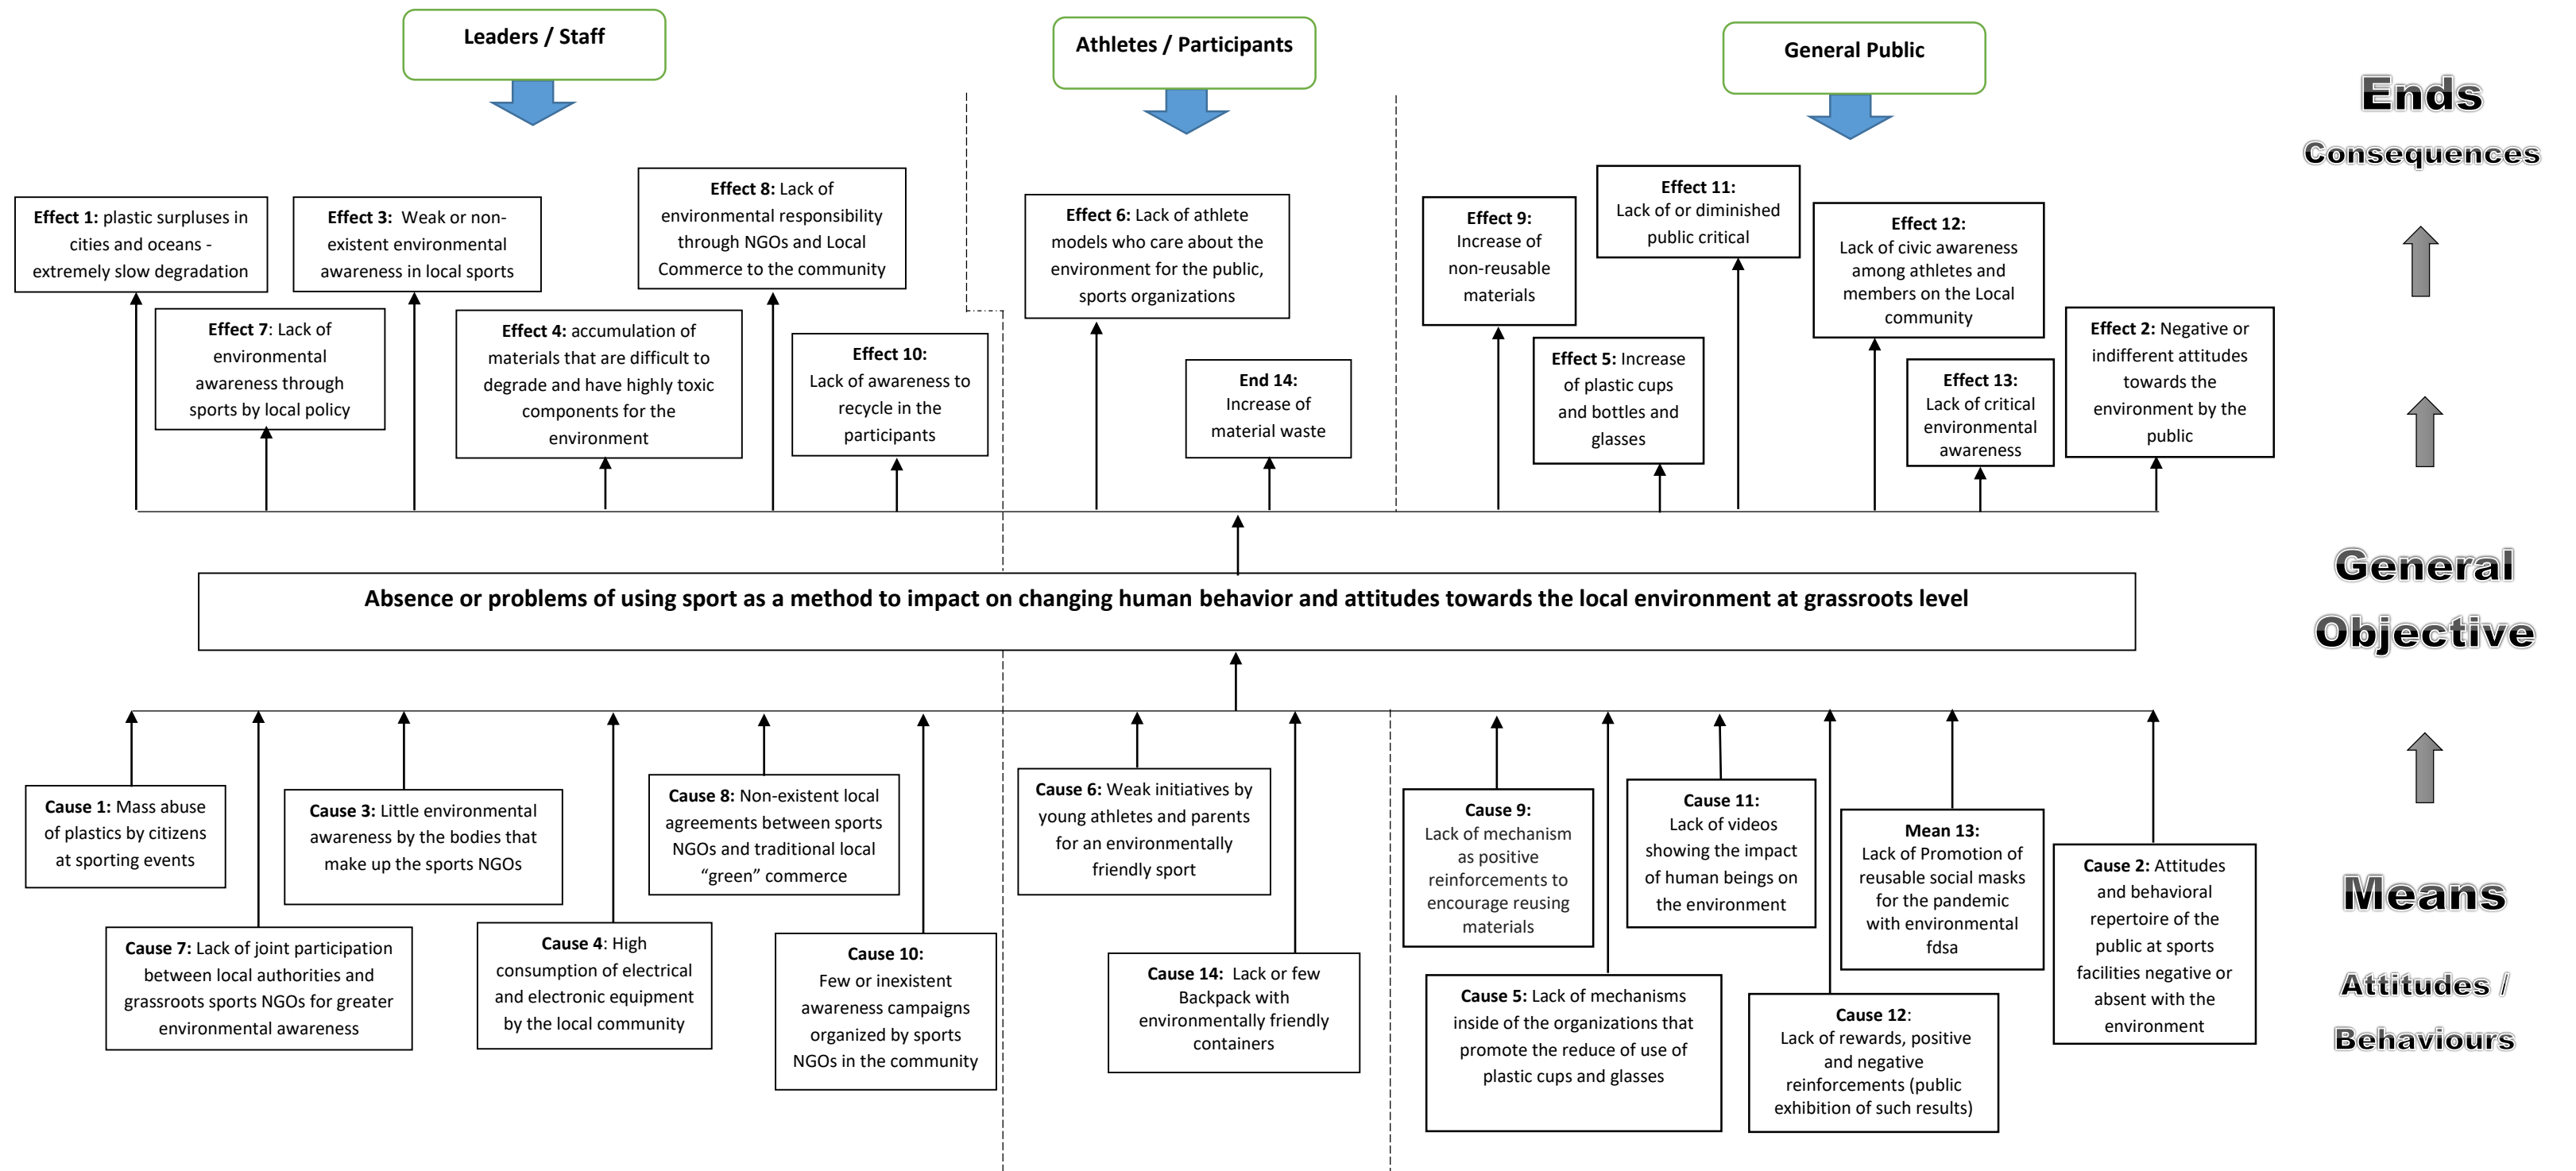 Leaders / Staff
Athletes / Participants
General Public
Ends
Consequences
Effect 1: plastic surpluses in
cities and oceans -
extremely slow degradation
Effect 7: Lack of
environmental
awareness through
sports by local policy
Effect 3: Weak or non-
existent environmental
awareness in local sports
Effect 4: accumulation of
materials that are difficult to
degrade and have highly toxic
components for the
environment
Effect 8: Lack of
environmental responsibility
through NGOs and Local
Commerce to the community
Effect 10:
Lack of awareness to
recycle in the
participants
Effect 6: Lack of athlete
models who care about the
environment for the public,
sports organizations
End 14:
Increase of
material waste
Effect 9:
Increase of
non-reusable
materials
Effect 5: Increase
of plastic cups
and bottles and
glasses
Effect 11:
Lack of or diminished
public critical
Effect 12:
Lack of civic awareness
among athletes and
members on the Local
community
Effect 13:
Lack of critical
environmental
awareness
Effect 2: Negative or
indifferent attitudes
towards the
environment by the
public
Absence or problems of using sport as a method to impact on changing human behavior and attitudes towards the local environment at grassroots level
General
Objective
Cause 1: Mass abuse
of plastics by citizens
at sporting events
Cause 7: Lack of joint participation
between local authorities and
grassroots sports NGOs for greater
environmental awareness
Cause 3: Little environmental
awareness by the bodies that
make up the sports NGOs
Cause 4: High
consumption of electrical
and electronic equipment
by the local community
Cause 8: Non-existent local
agreements between sports
NGOs and traditional local
“green” commerce
Cause 10:
Few or inexistent
awareness campaigns
organized by sports
NGOs in the community
Cause 6: Weak initiatives by
young athletes and parents
for an environmentally
friendly sport
Cause 14: Lack or few
Backpack with
environmentally friendly
containers
Cause 9:
Lack of mechanism
as positive
reinforcements to
encourage reusing
materials
Cause 5: Lack of mechanisms
inside of the organizations that
promote the reduce of use of
plastic cups and glasses
Cause 11:
Lack of videos
showing the impact
of human beings on
the environment
Cause 12:
Lack of rewards, positive
and negative
reinforcements (public
exhibition of such results)
Mean 13:
Lack of Promotion of
reusable social masks
for the pandemic
with environmental
fdsa
Cause 2: Attitudes
and behavioral
repertoire of the
public at sports
facilities negative or
absent with the
environment
Means
Attitudes /
Behaviours